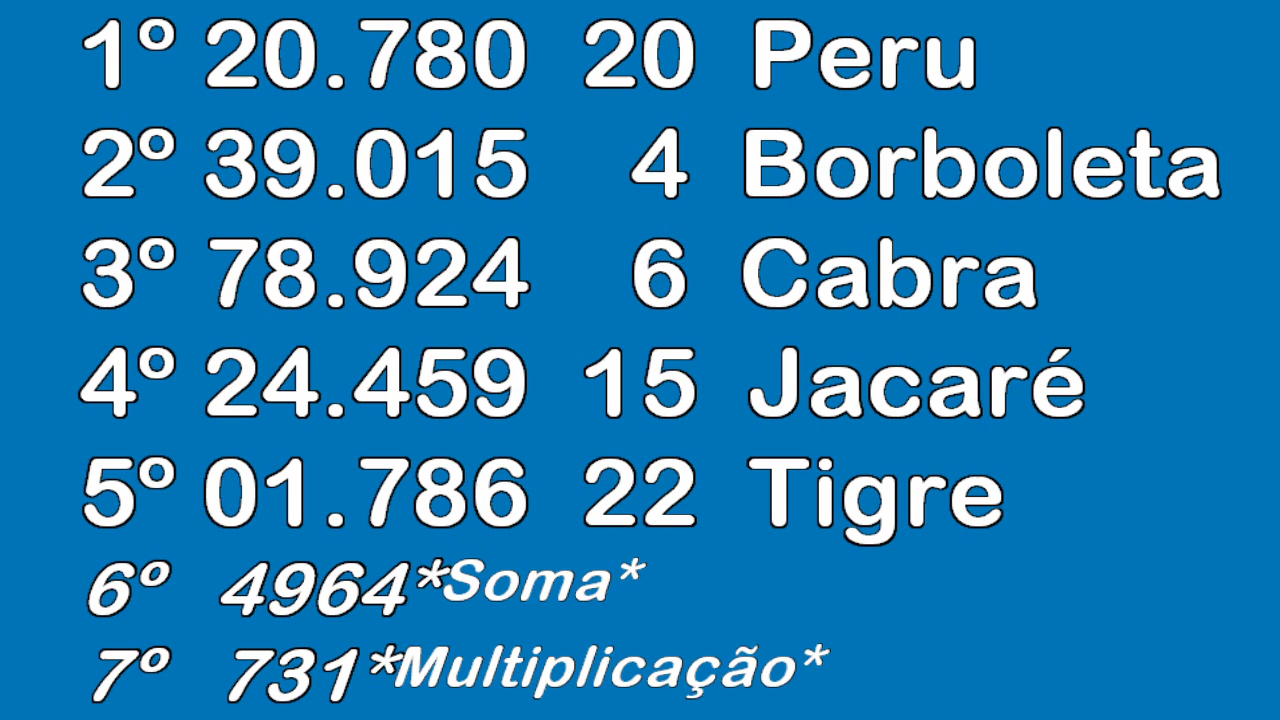 1º 20.780 20 Peru
2º 39.015 4 Borboleta
3º 78.924 6 Cabra
4º 24.459 15 Jacaré
5º 01.786 22 Tigre
6º 4964*Soma*
7º 731*Multiplicação*